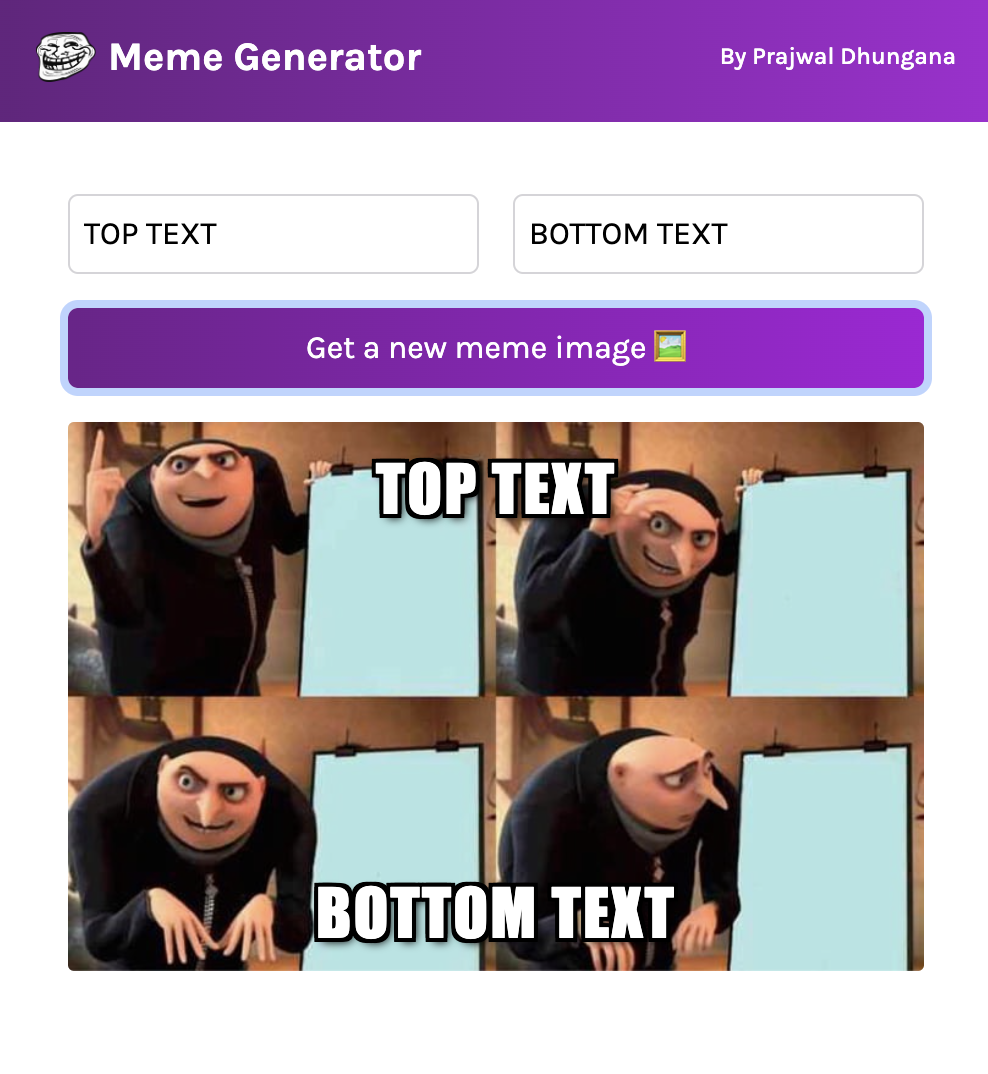 Meme Generator
By Prajwal Dhungana
TOP TEXT
BOTTOM TEXT
Get a new meme image
TOP TEXT
BOTTOM TEXT